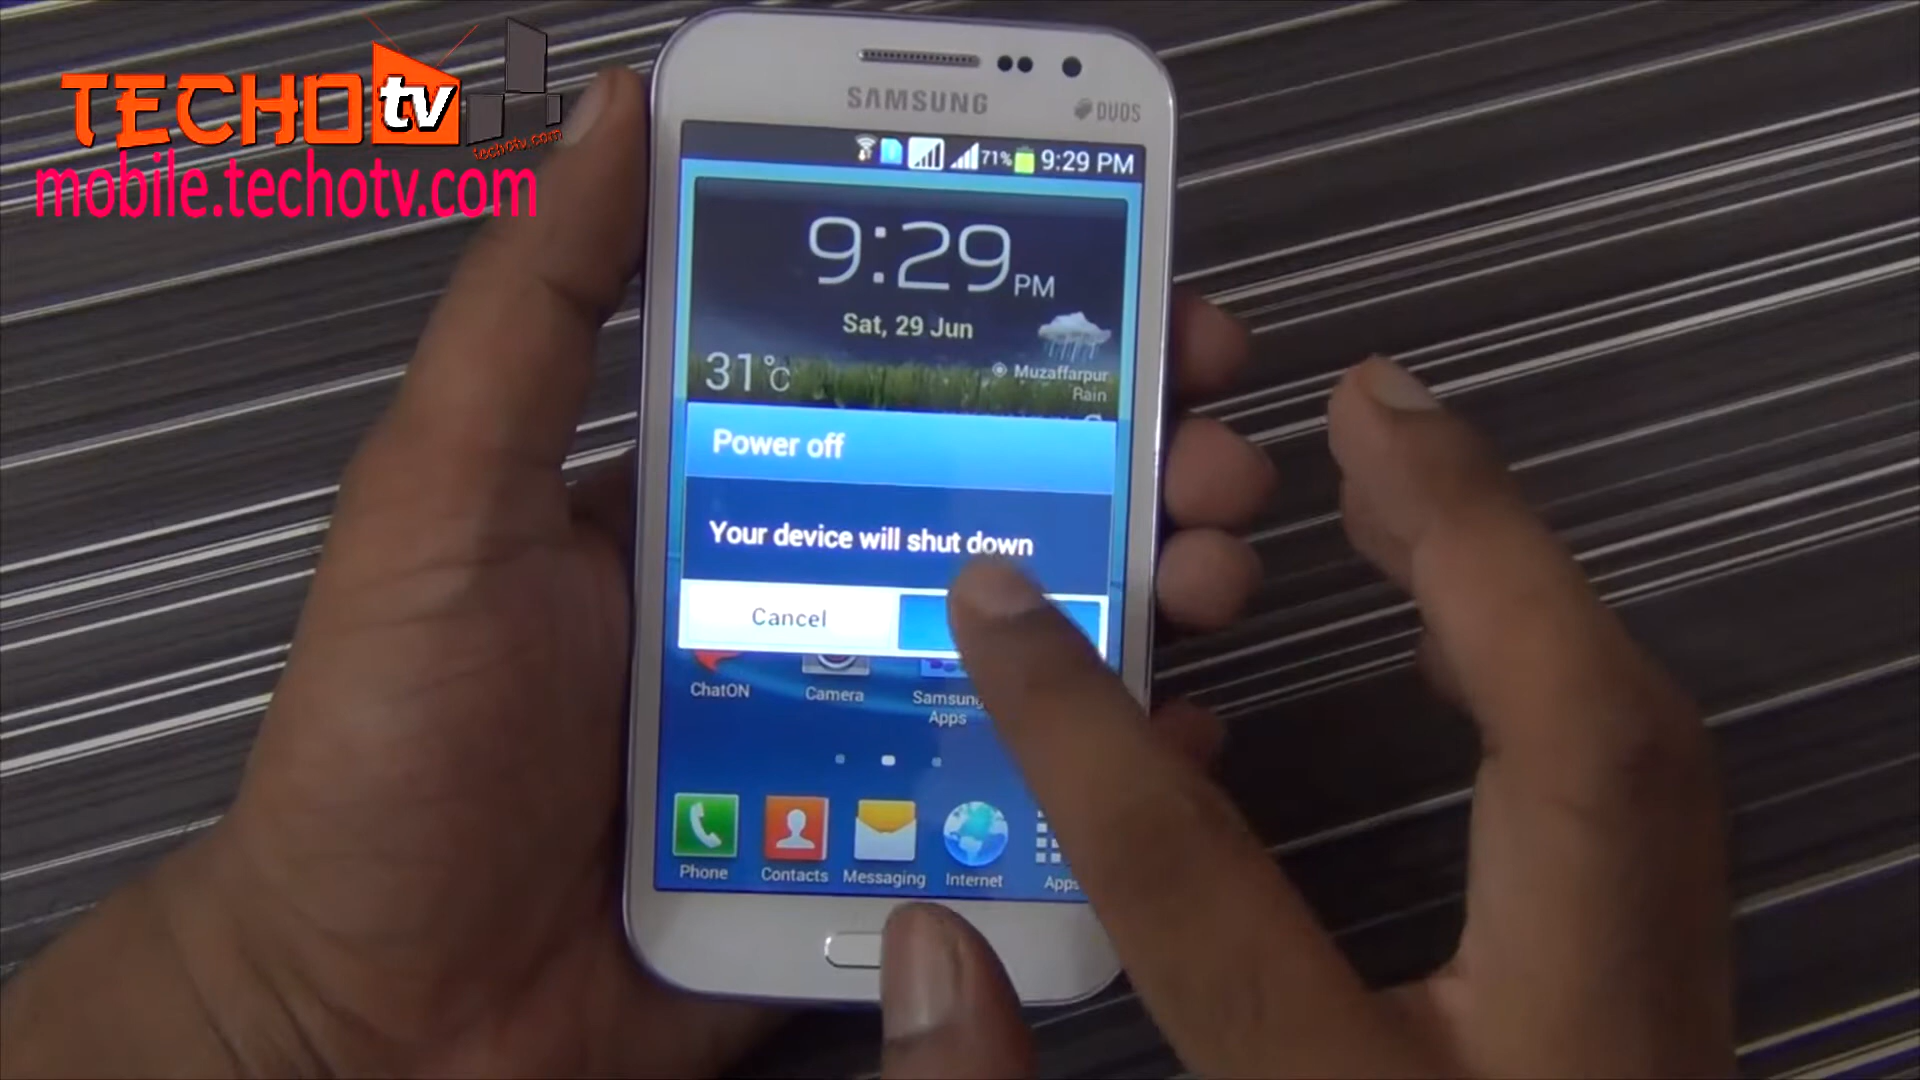 TECHO tv
techotv.com
mobile.techotv.com
SAMSUNG
DUOS
71% 9:29 PM
9:29 PM
Sat, 29 Jun
31°C
Muzaffarpur
Rain
Power off
Your device will shut down
Cancel
ChatON
Camera
Samsung Apps
Phone
Contacts
Messaging
Internet
Apps